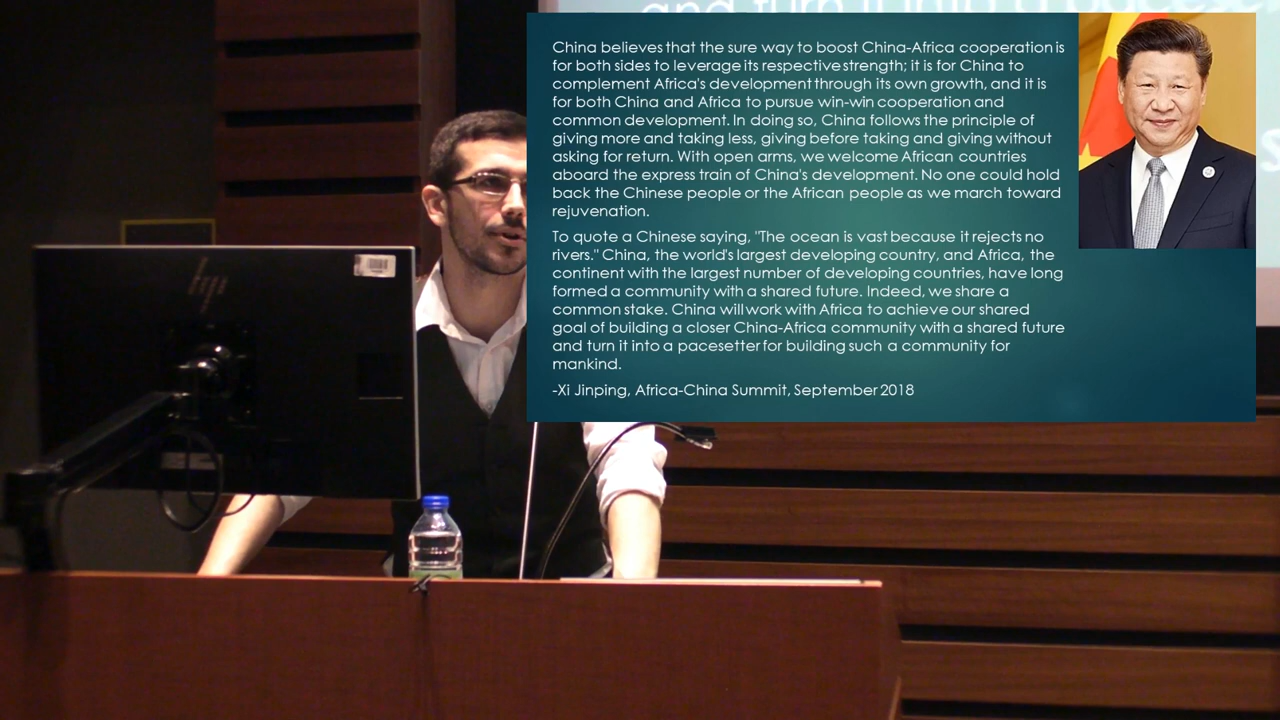 and turn it into a
China believes that the sure way to boost China-Africa cooperation is
for both sides to leverage its respective strength; it is for China to
complement Africa's development through its own growth, and it is
for both China and Africa to pursue win-win cooperation and
common development. In doing so, China follows the principle of
giving more and taking less, giving before taking and giving without
asking for return. With open arms, we welcome African countries
aboard the express train of China's development. No one could hold
back the Chinese people or the African people as we march toward
rejuvenation.
To quote a Chinese saying, "The ocean is vast because it rejects no
rivers." China, the world's largest developing country, and Africa, the
continent with the largest number of developing countries, have long
formed a community with a shared future. Indeed, we share a
common stake. China will work with Africa to achieve our shared
goal of building a closer China-Africa community with a shared future
and turn it into a pacesetter for building such a community for
mankind.
-Xi Jinping, Africa-China Summit, September 2018